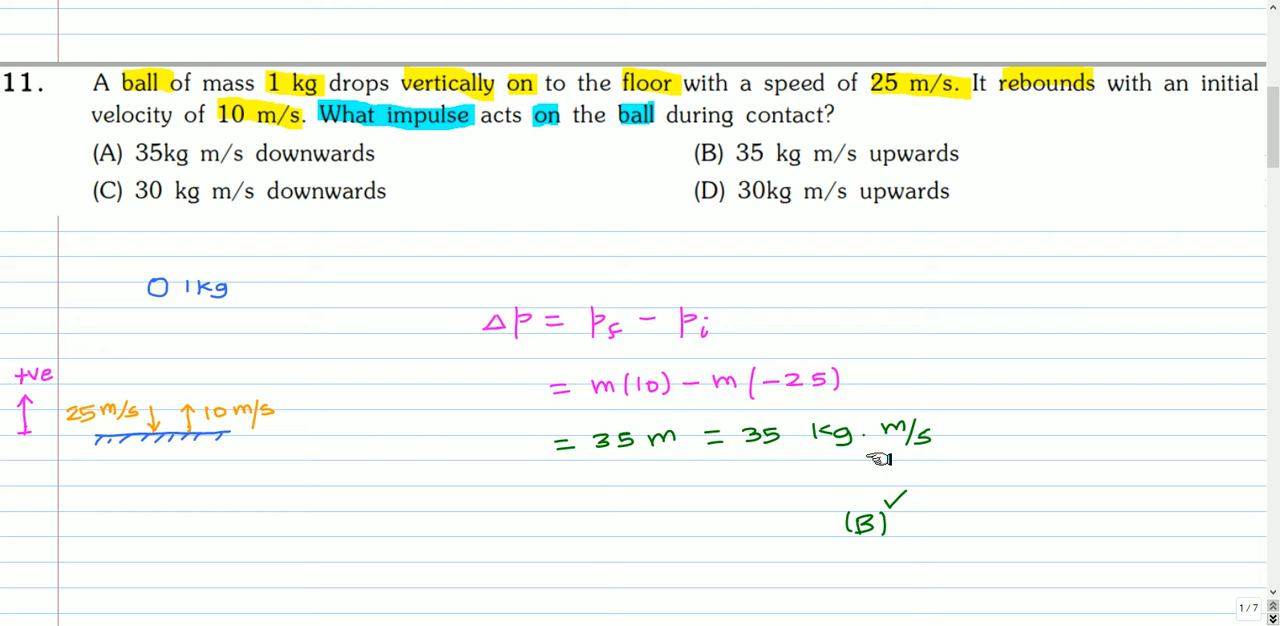 11. A ball of mass 1 kg drops vertically on to the floor with a speed of 25 m/s. It rebounds with an initial
velocity of 10 m/s. What impulse acts on the ball during contact?
(A) 35kg m/s downwards (B) 35 kg m/s upwards
(C) 30 kg m/s downwards (D) 30kg m/s upwards
1kg
Δp = pf - pi
+ve
= m(10) - m(-25)
25m/s 10m/s
= 35m = 35 kg. m/s
(B) ✓
1/7